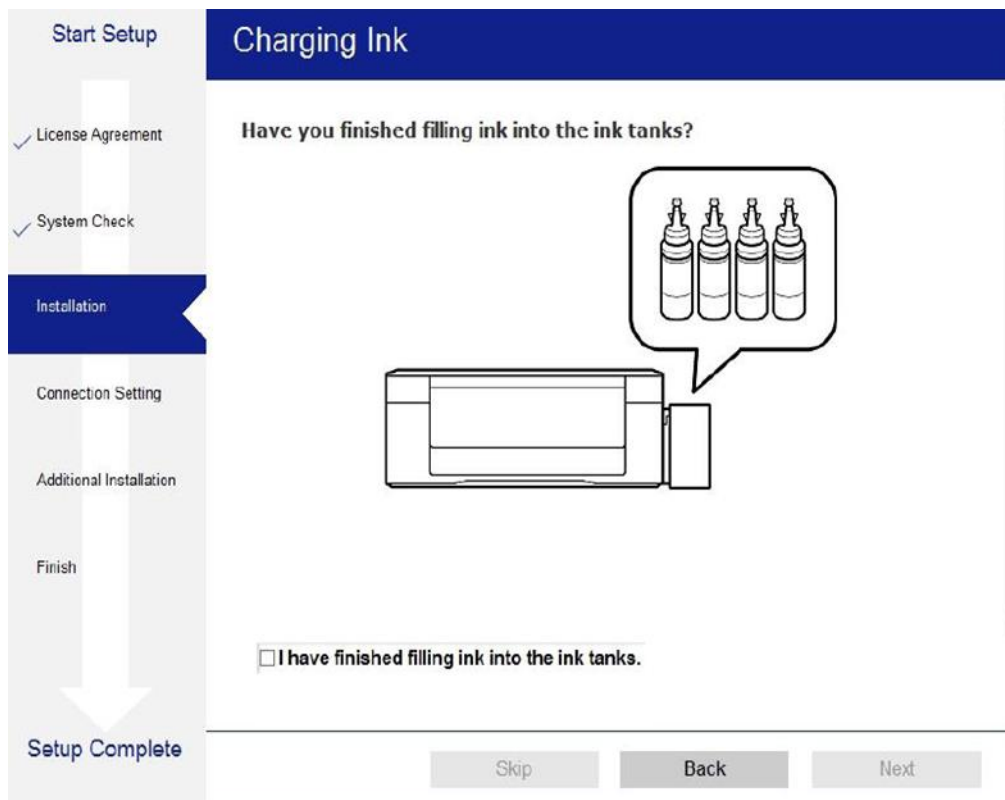 Start Setup
Charging Ink
License Agreement
Have you finished filling ink into the ink tanks?
System Check
Installation
Connection Setting
Additional Installation
Finish
I have finished filling ink into the ink tanks.
Setup Complete
Skip
Back
Next